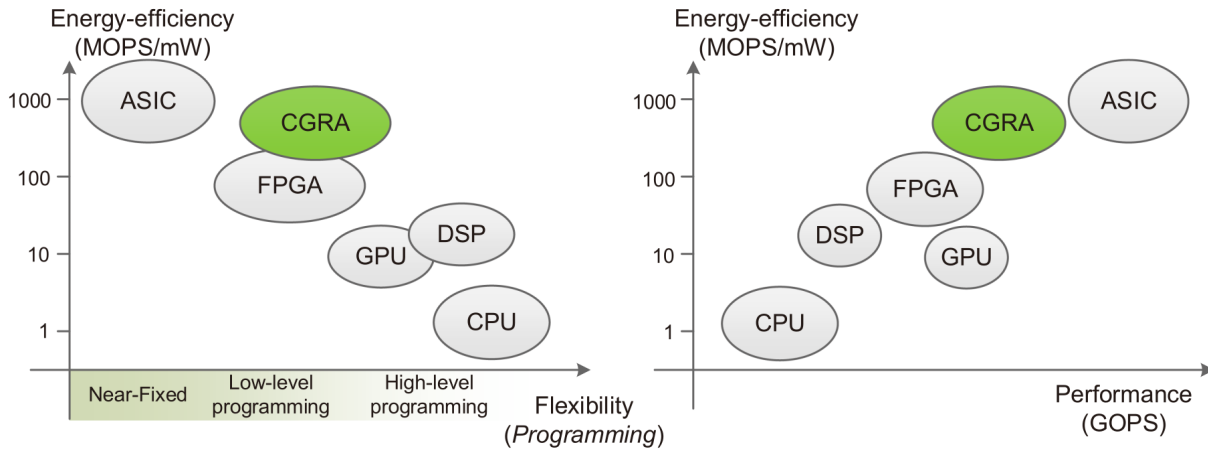 Energy-efficiency
(MOPS/mW)
1000
100
10
1
ASIC
CGRA
FPGA
GPU
DSP
CPU
Near-Fixed
Low-level
programming
High-level
programming
Flexibility
(Programming)
Energy-efficiency
(MOPS/mW)
1000
100
10
1
CGRA
ASIC
FPGA
DSP
GPU
CPU
Performance
(GOPS)